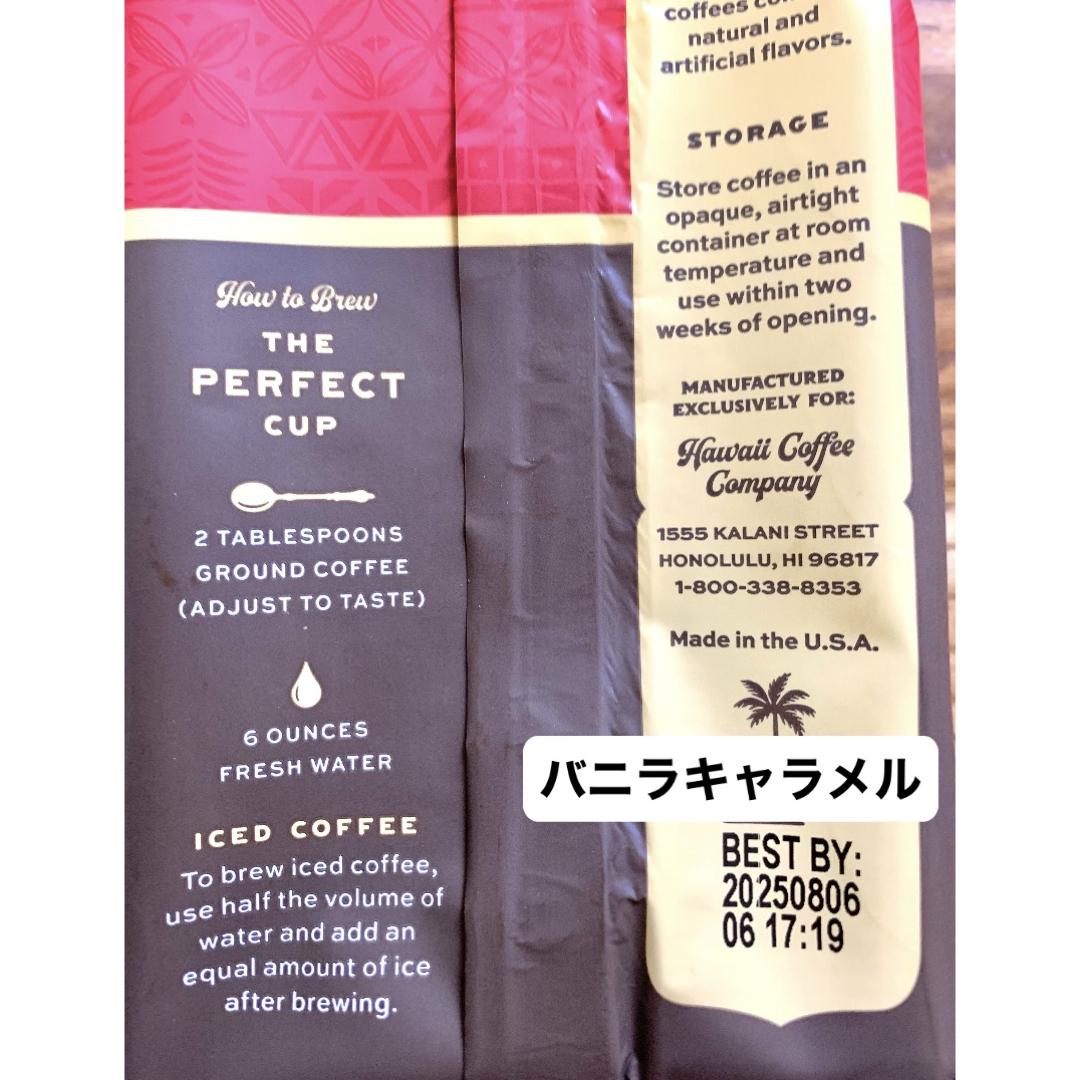 How to Brew
THE
PERFECT
CUP
2 TABLESPOONS
GROUND COFFEE
(ADJUST TO TASTE)
6 OUNCES
FRESH WATER
ICED COFFEE
To brew iced coffee,
use half the volume of
water and add an
equal amount of ice
after brewing.
coffees
natural and
artificial flavors.
STORAGE
Store coffee in an
opaque, airtight
container at room
temperature and
use within two
weeks of opening.
MANUFACTURED
EXCLUSIVELY FOR:
Hawaii Coffee
Company
1555 KALANI STREET
HONOLULU, HI 96817
1-800-338-8353
Made in the U.S.A.
バニラキャラメル
BEST BY:
20250806
06 17:19